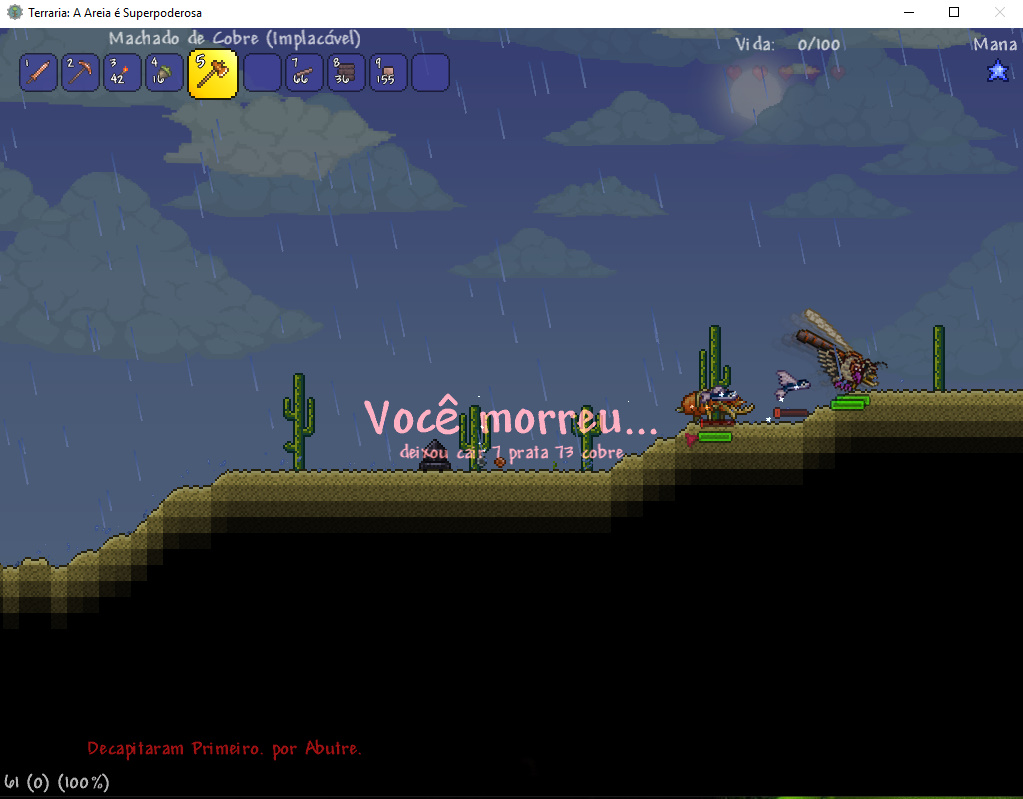 Terraria: A Areia é Superpoderosa
Machado de Cobre (Implacável)
Vida: 0/100
Mana
1 2 3 4 5 7 8 9
42 16 66 36 155
Você morreu...
deixou cair 7 prata 73 cobre
Decapitaram Primeiro. por Abutre.
61 (0) (100%)